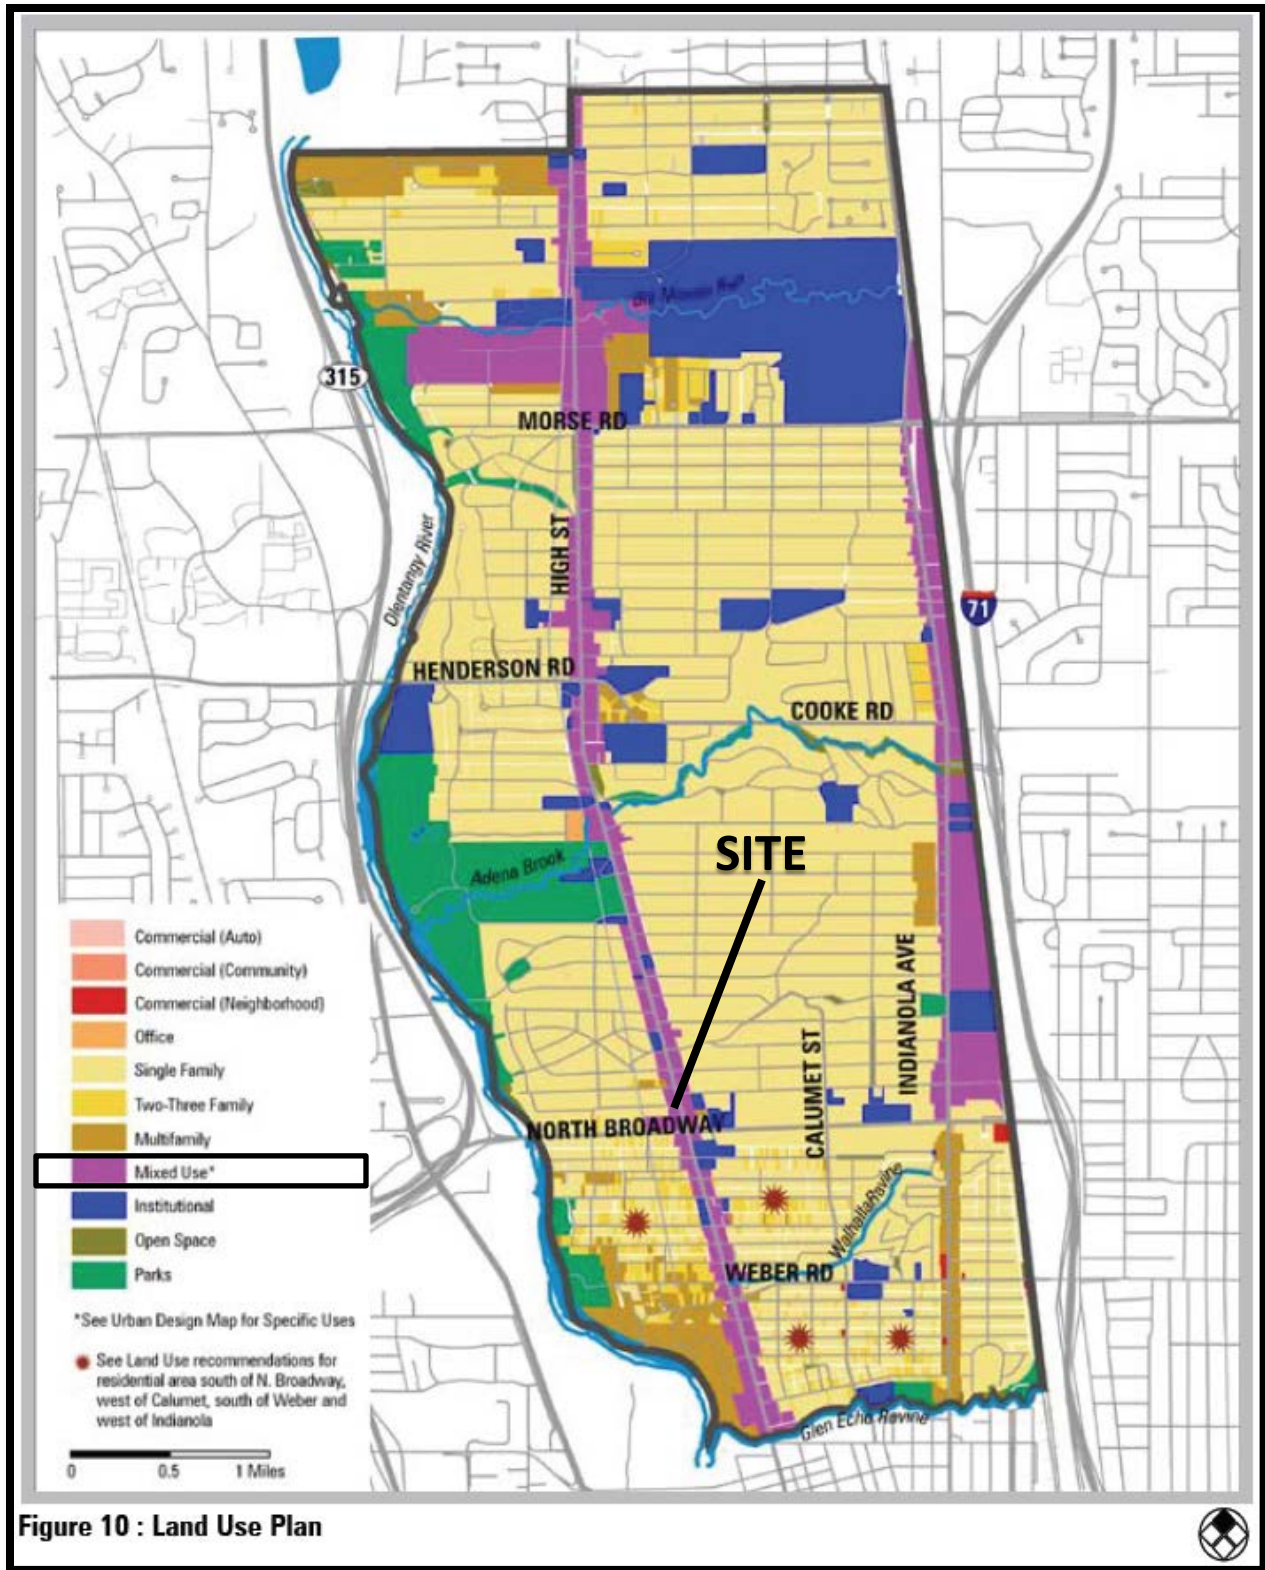 315
MORSE RD
HIGH ST
Olentangy River
71
HENDERSON RD
COOKE RD
SITE
Adena Brook
INDIANOLA AVE
CALUMET ST
NORTH BROADWAY
Walhalla Ravine
WEBER RD
Glen Echo Ravine
Commercial (Auto)
Commercial (Community)
Commercial (Neighborhood)
Office
Single Family
Two-Three Family
Multifamily
Mixed Use*
Institutional
Open Space
Parks
*See Urban Design Map for Specific Uses
See Land Use recommendations for
residential area south of N. Broadway,
west of Calumet, south of Weber and
west of Indianola
0 0.5 1 Miles
Figure 10 : Land Use Plan